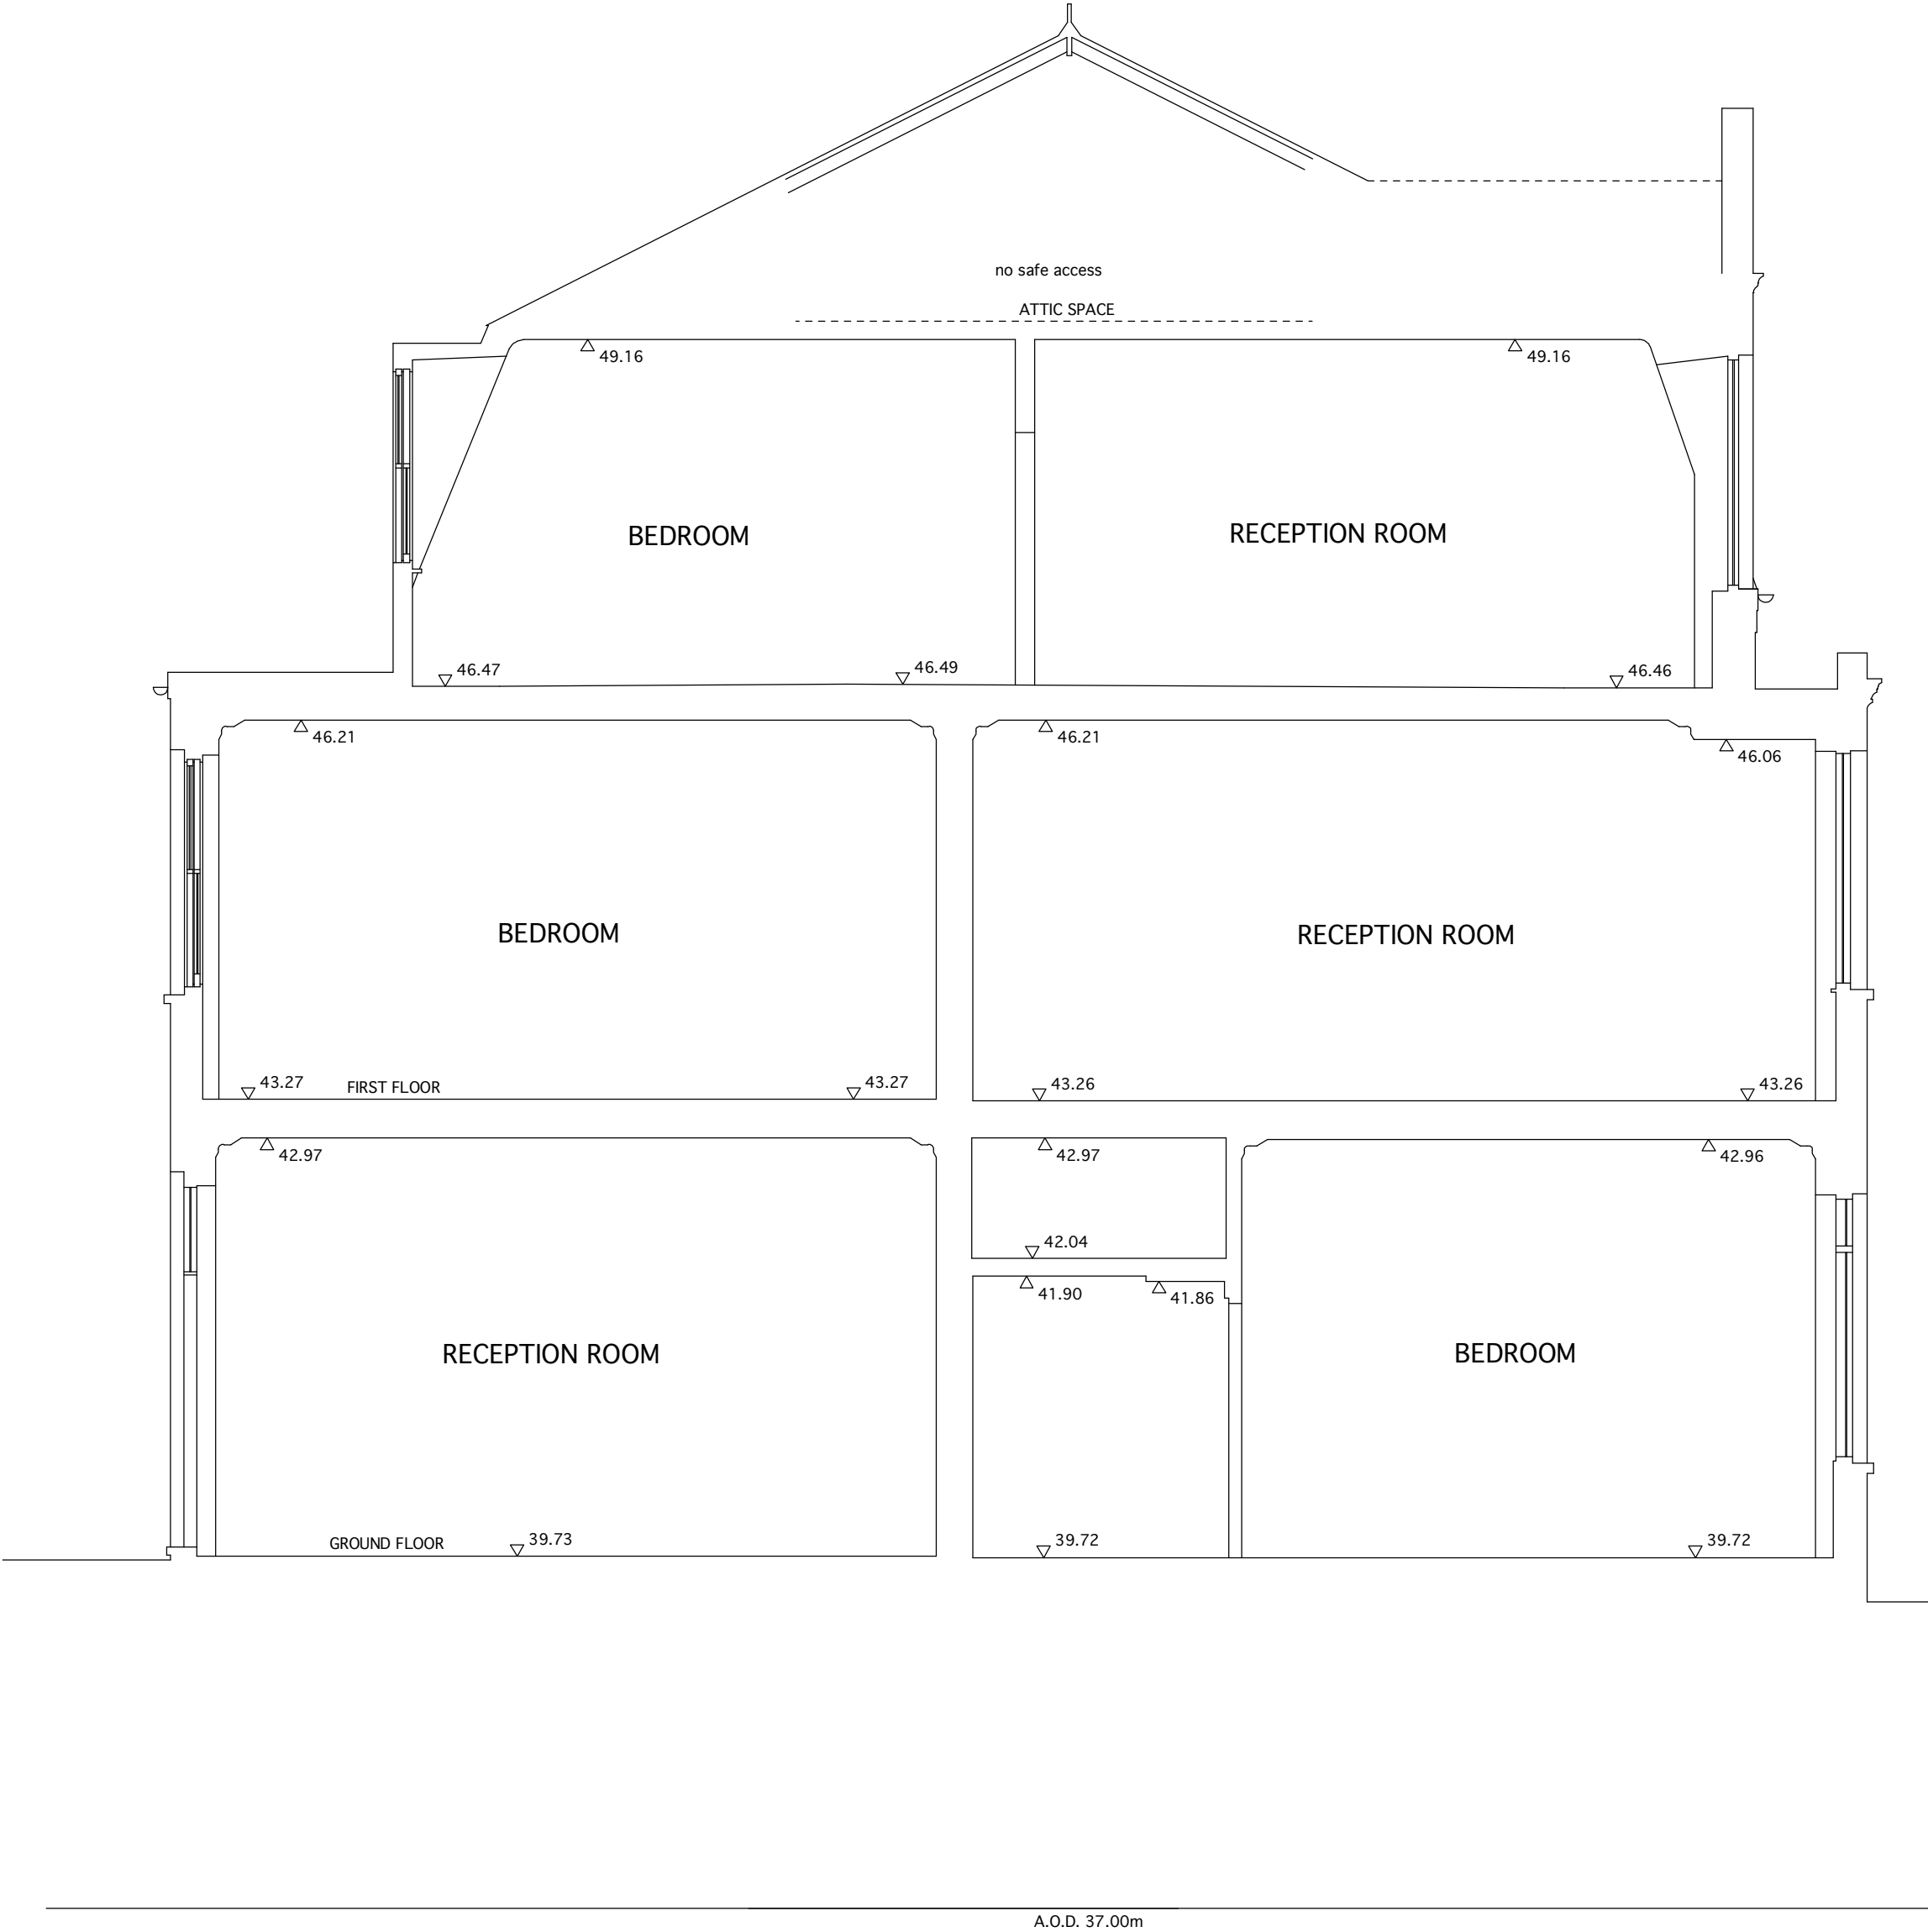 no safe access
ATTIC SPACE
49.16
49.16
BEDROOM
RECEPTION ROOM
46.47
46.49
46.46
46.21
46.21
46.06
BEDROOM
RECEPTION ROOM
43.27
FIRST FLOOR
43.27
43.26
43.26
42.97
42.97
42.96
42.04
41.90
41.86
RECEPTION ROOM
BEDROOM
GROUND FLOOR
39.73
39.72
39.72
A.O.D. 37.00m